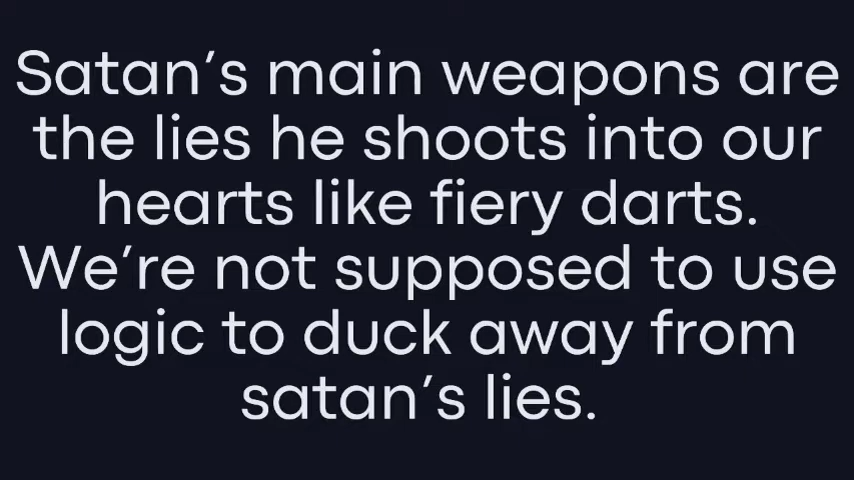 Satan's main weapons are
the lies he shoots into our
hearts like fiery darts.
We're not supposed to use
logic to duck away from
satan's lies.